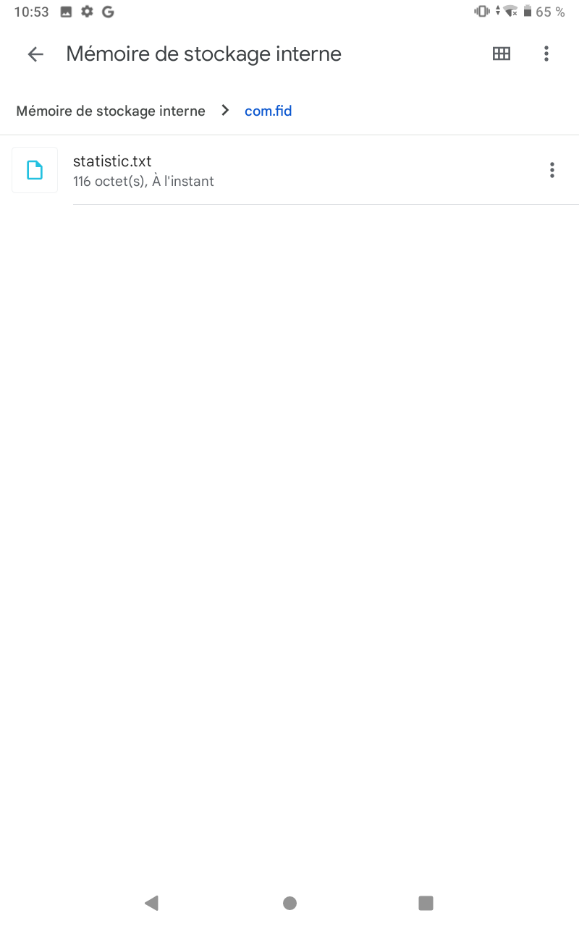 10:53 65 %
Mémoire de stockage interne
Mémoire de stockage interne com.fid
statistic.txt
116 octet(s), À l'instant